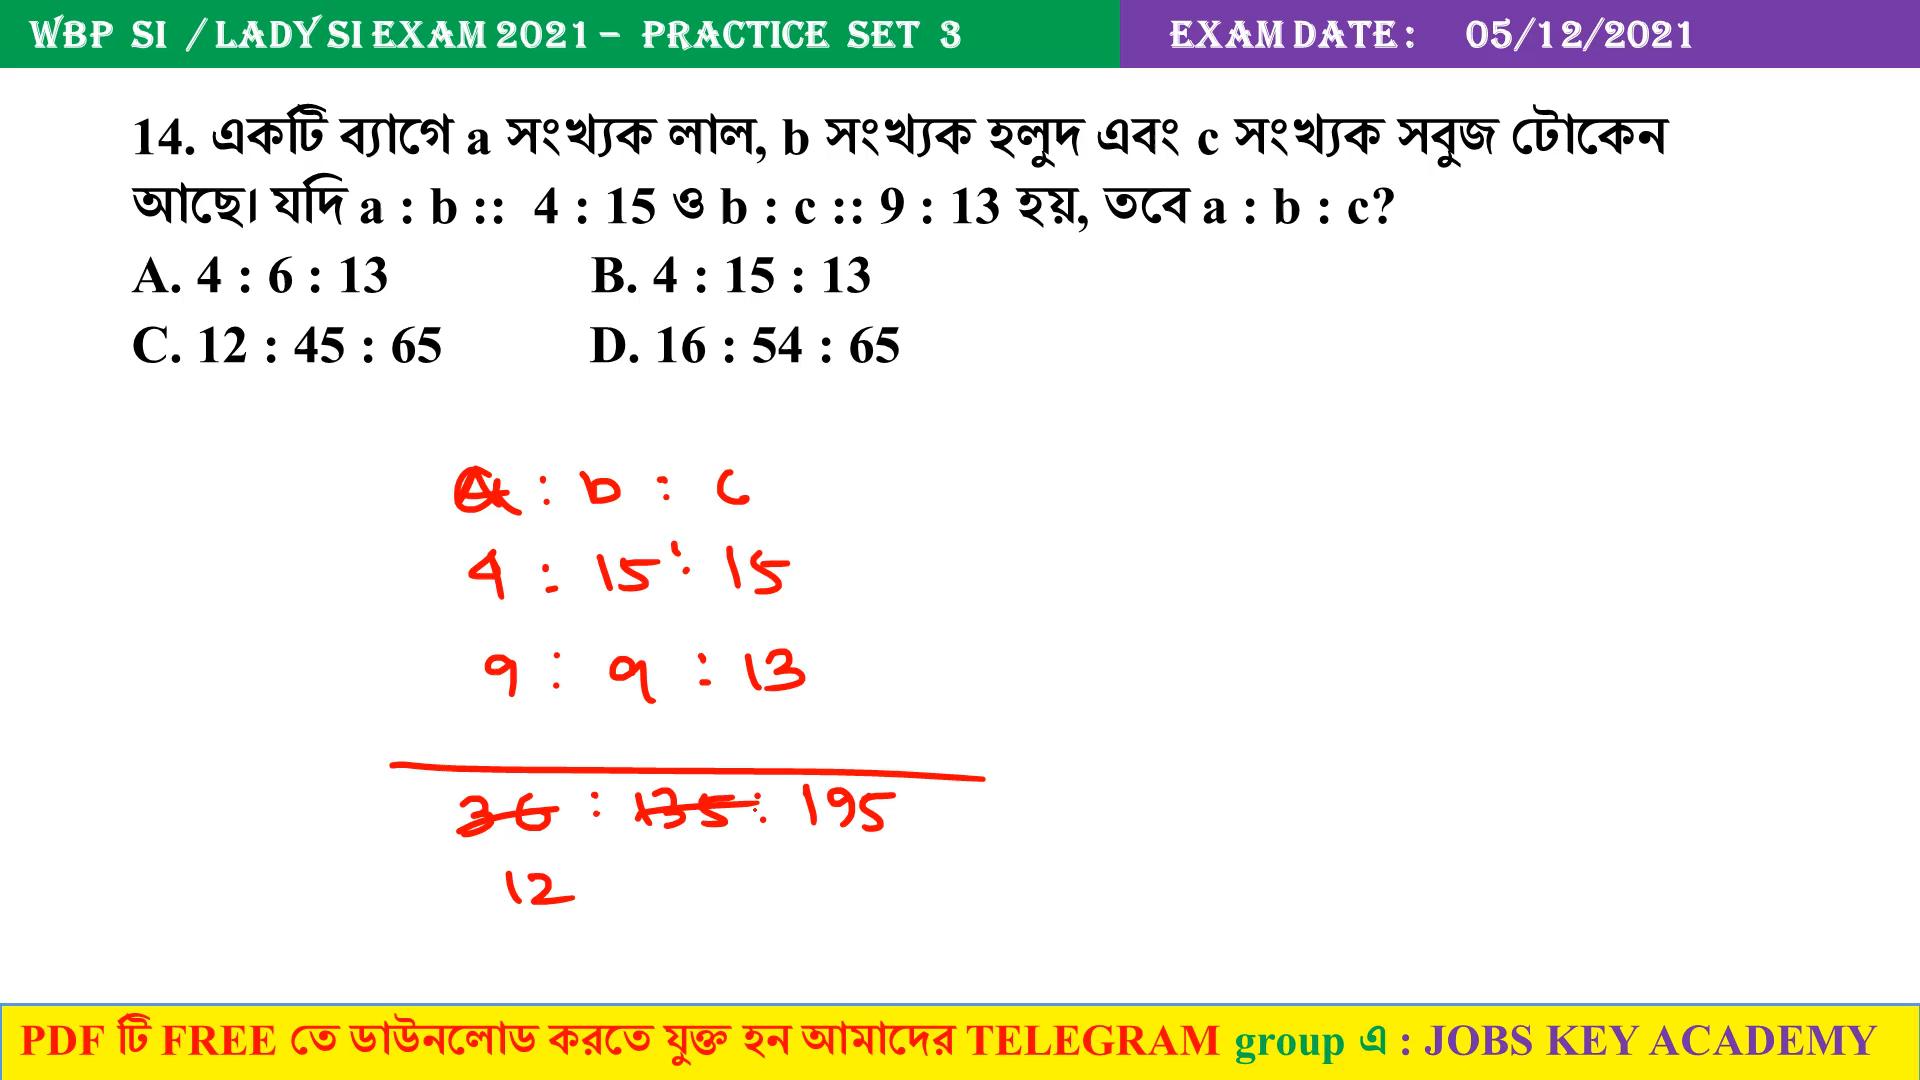 WBP SI / LADY SI EXAM 2021 – PRACTICE SET 3 EXAM DATE : 05/12/2021
14. একটি ব্যাগে a সংখ্যক লাল, b সংখ্যক হলুদ এবং c সংখ্যক সবুজ টোকেন
আছে। যদি a : b :: 4 : 15 ও b : c :: 9 : 13 হয়, তবে a : b : c?
A. 4 : 6 : 13 B. 4 : 15 : 13
C. 12 : 45 : 65 D. 16 : 54 : 65
a : b : c
4 : 15 : 15
9 : 9 : 13
36 : 135 : 195
12
PDF টি FREE তে ডাউনলোড করতে যুক্ত হন আমাদের TELEGRAM group এ : JOBS KEY ACADEMY